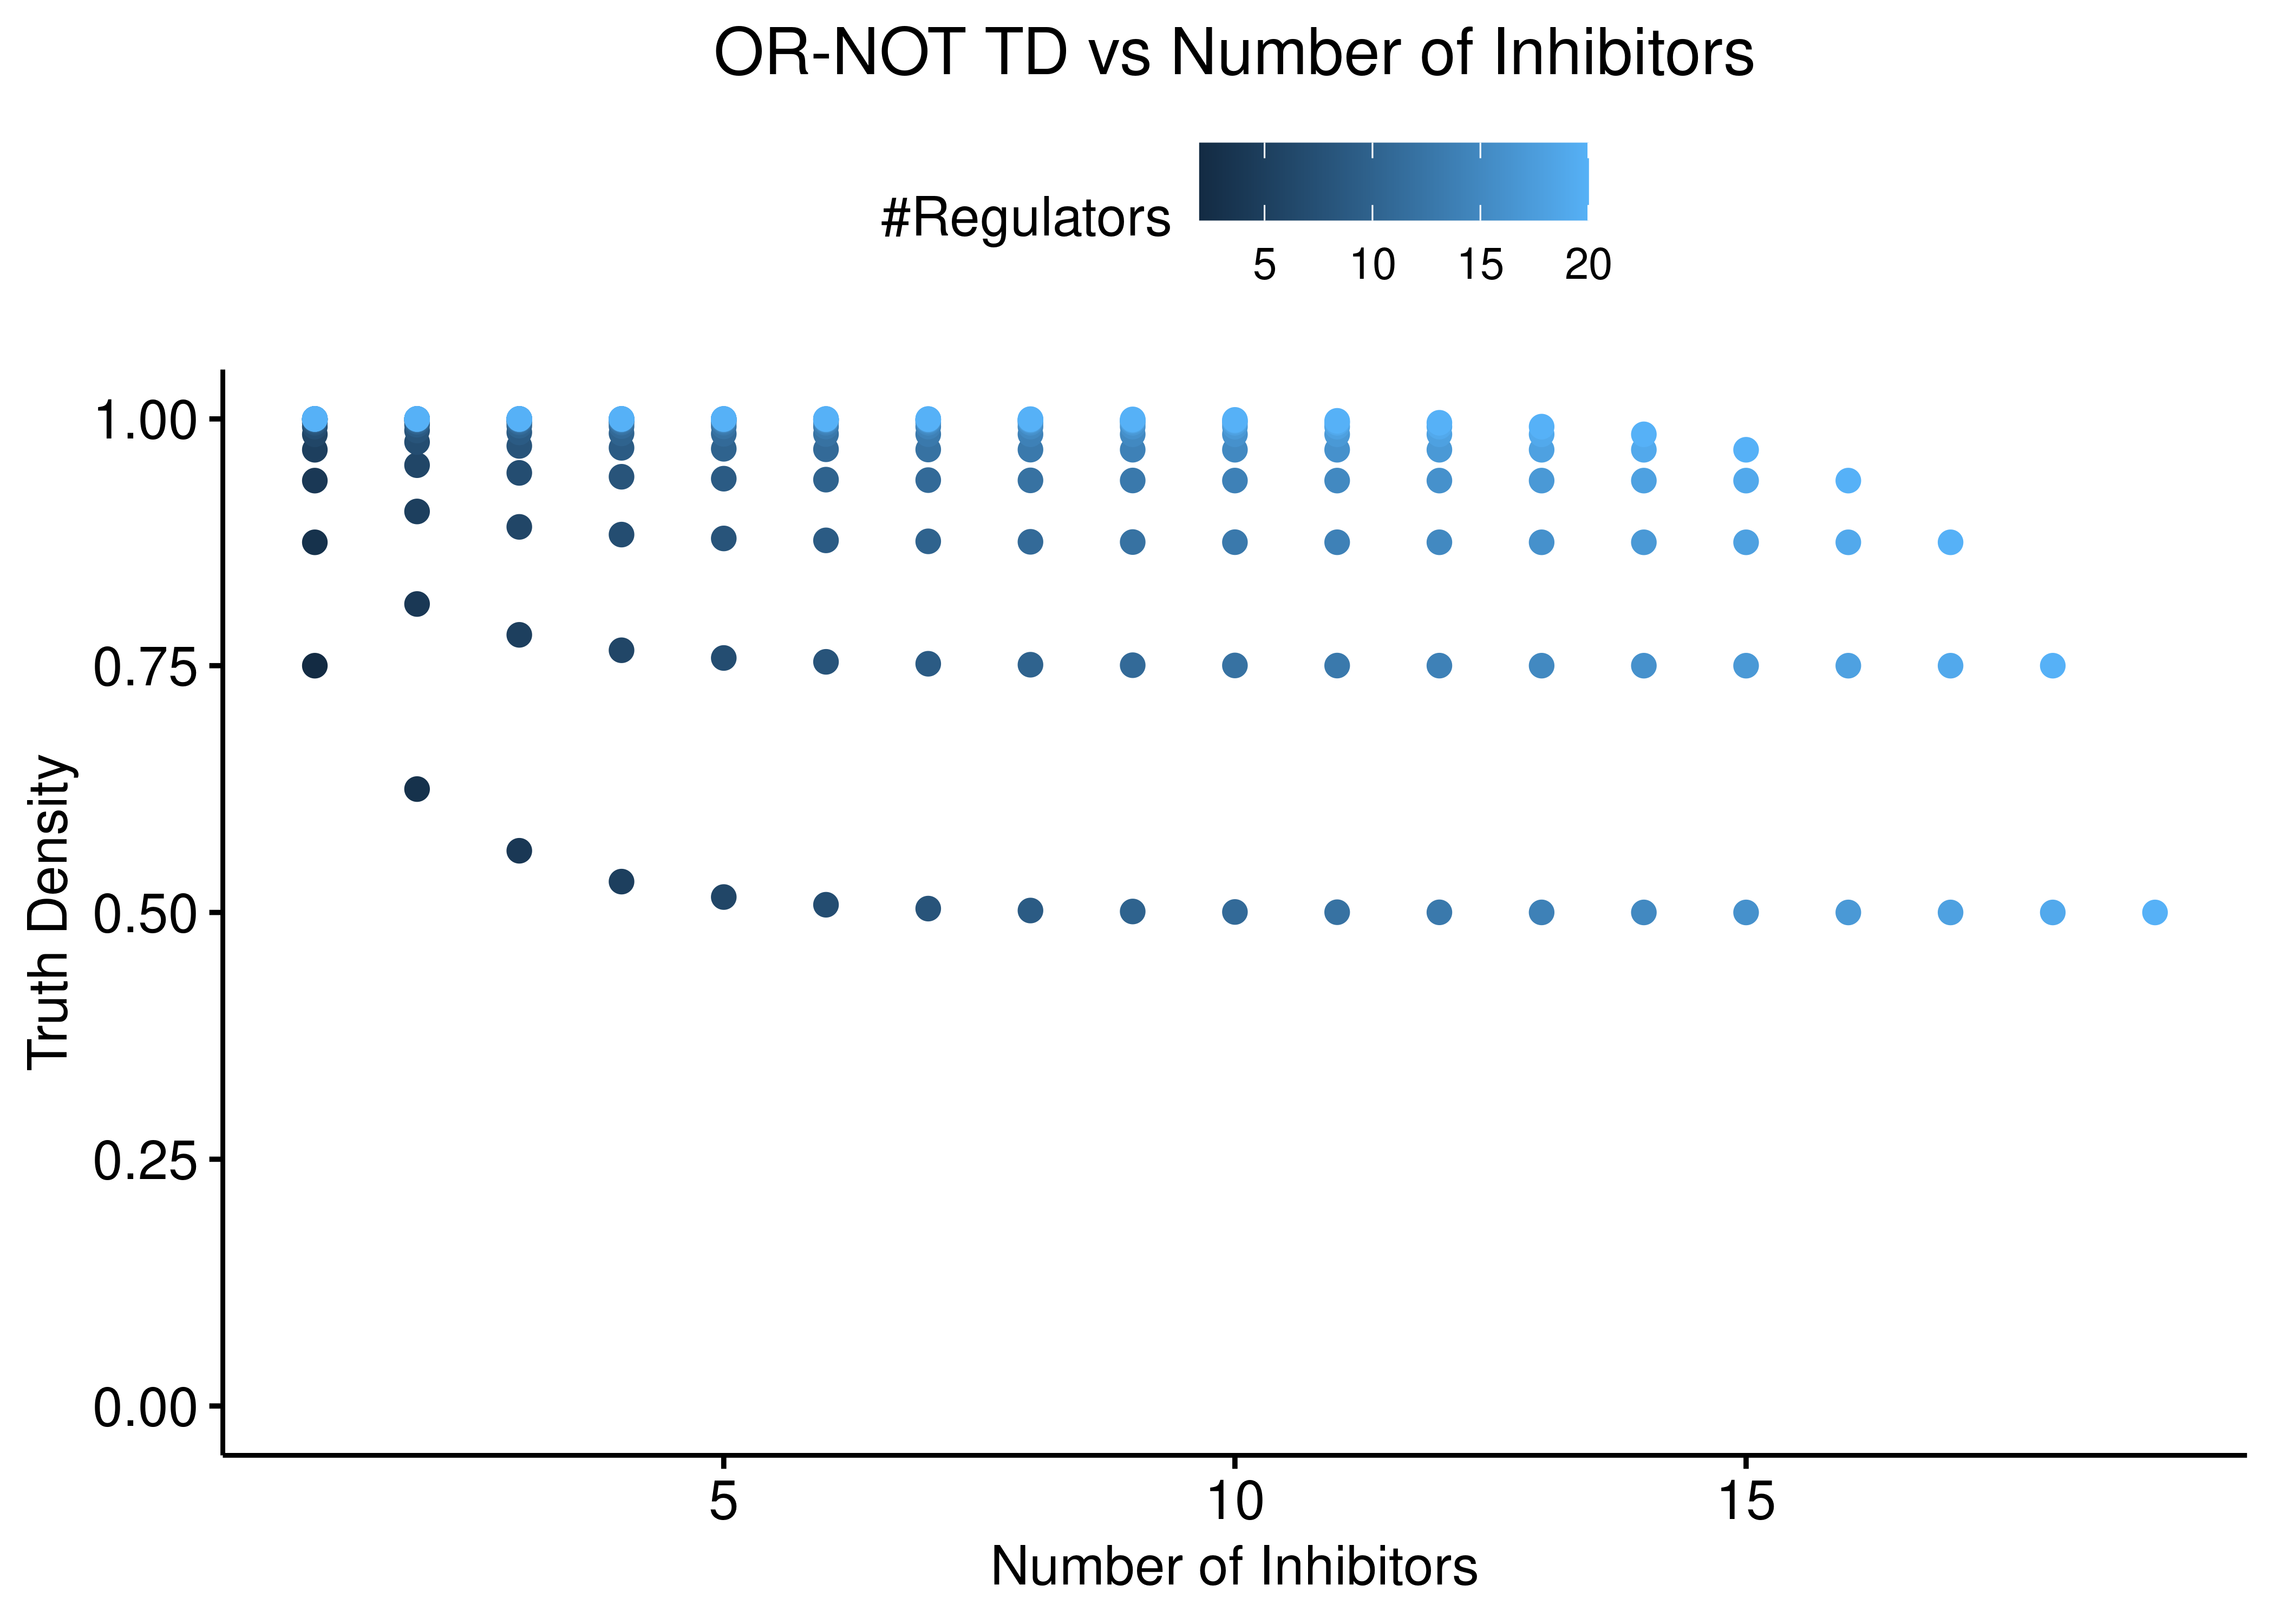 OR-NOT TD vs Number of Inhibitors
#Regulators
5 10 15 20
Truth Density
1.00
0.75
0.50
0.25
0.00
5 10 15
Number of Inhibitors